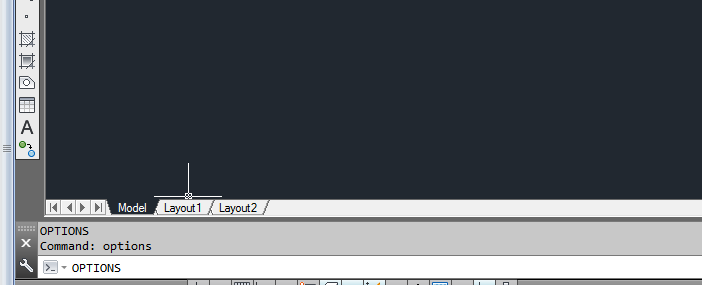 A
Model Layout1 Layout2
OPTIONS
Command: options
OPTIONS